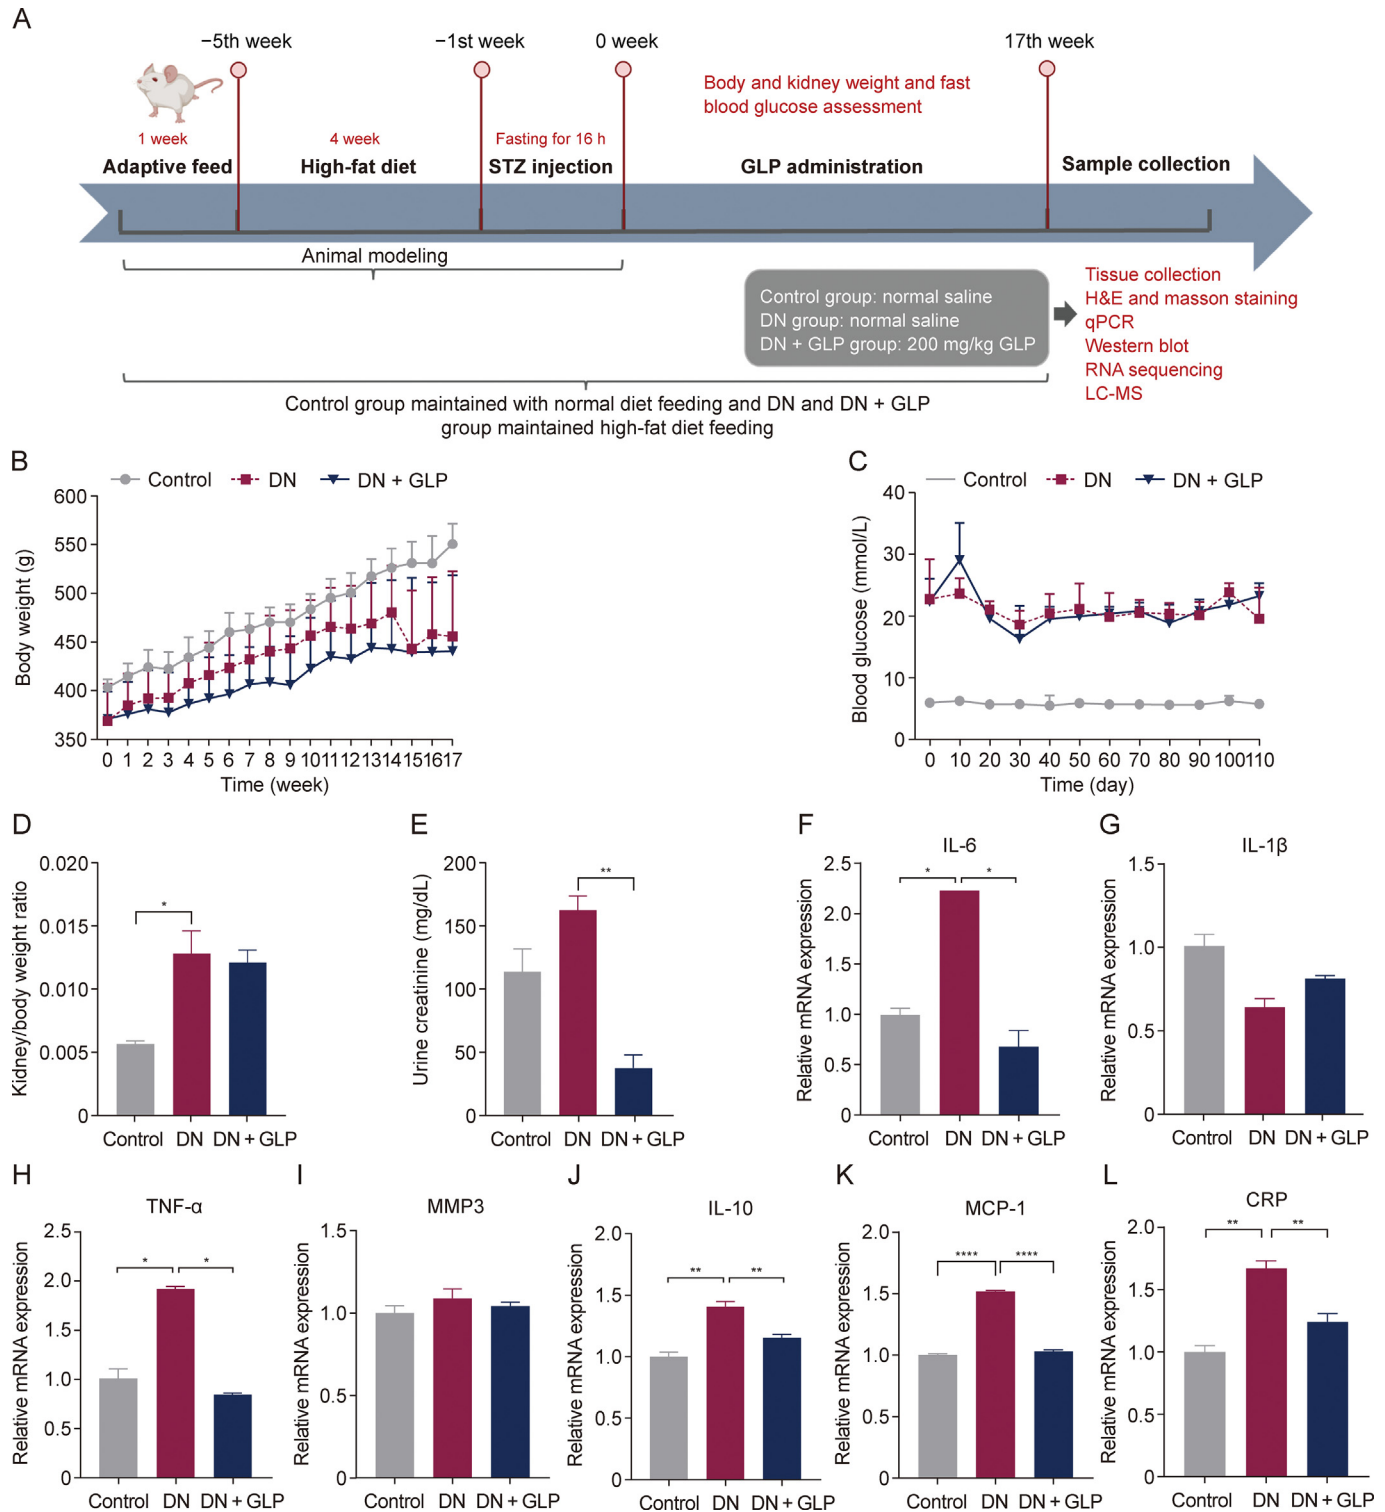 A
−5th week
−1st week
0 week
17th week
Body and kidney weight and fast
blood glucose assessment
1 week
4 week
Fasting for 16 h
Adaptive feed
High-fat diet
STZ injection
GLP administration
Sample collection
Animal modeling
Control group: normal saline
DN group: normal saline
DN + GLP group: 200 mg/kg GLP
Tissue collection
H&E and masson staining
qPCR
Western blot
RNA sequencing
LC-MS
Control group maintained with normal diet feeding and DN and DN + GLP
group maintained high-fat diet feeding
B
Control
DN
DN + GLP
Body weight (g)
600
550
500
450
400
350
0 1 2 3 4 5 6 7 8 9 10 11 12 13 14 15 16 17
Time (week)
C
Control
DN
DN + GLP
Blood glucose (mmol/L)
40
30
20
10
0
0 10 20 30 40 50 60 70 80 90 100 110
Time (day)
D
Kidney/body weight ratio
0.020
0.015
0.010
0.005
0
*
Control DN DN + GLP
E
Urine creatinine (mg/dL)
200
150
100
50
0
**
Control DN DN + GLP
F
IL-6
Relative mRNA expression
2.5
2.0
1.5
1.0
0.5
0
* *
Control DN DN + GLP
G
IL-1β
Relative mRNA expression
1.5
1.0
0.5
0
Control DN DN + GLP
H
TNF-α
Relative mRNA expression
2.5
2.0
1.5
1.0
0.5
0
* *
Control DN DN + GLP
I
MMP3
Relative mRNA expression
1.5
1.0
0.5
0
Control DN DN + GLP
J
IL-10
Relative mRNA expression
2.0
1.5
1.0
0.5
0
** **
Control DN DN + GLP
K
MCP-1
Relative mRNA expression
2.0
1.5
1.0
0.5
0
**** ****
Control DN DN + GLP
L
CRP
Relative mRNA expression
2.0
1.5
1.0
0.5
0
** **
Control DN DN + GLP